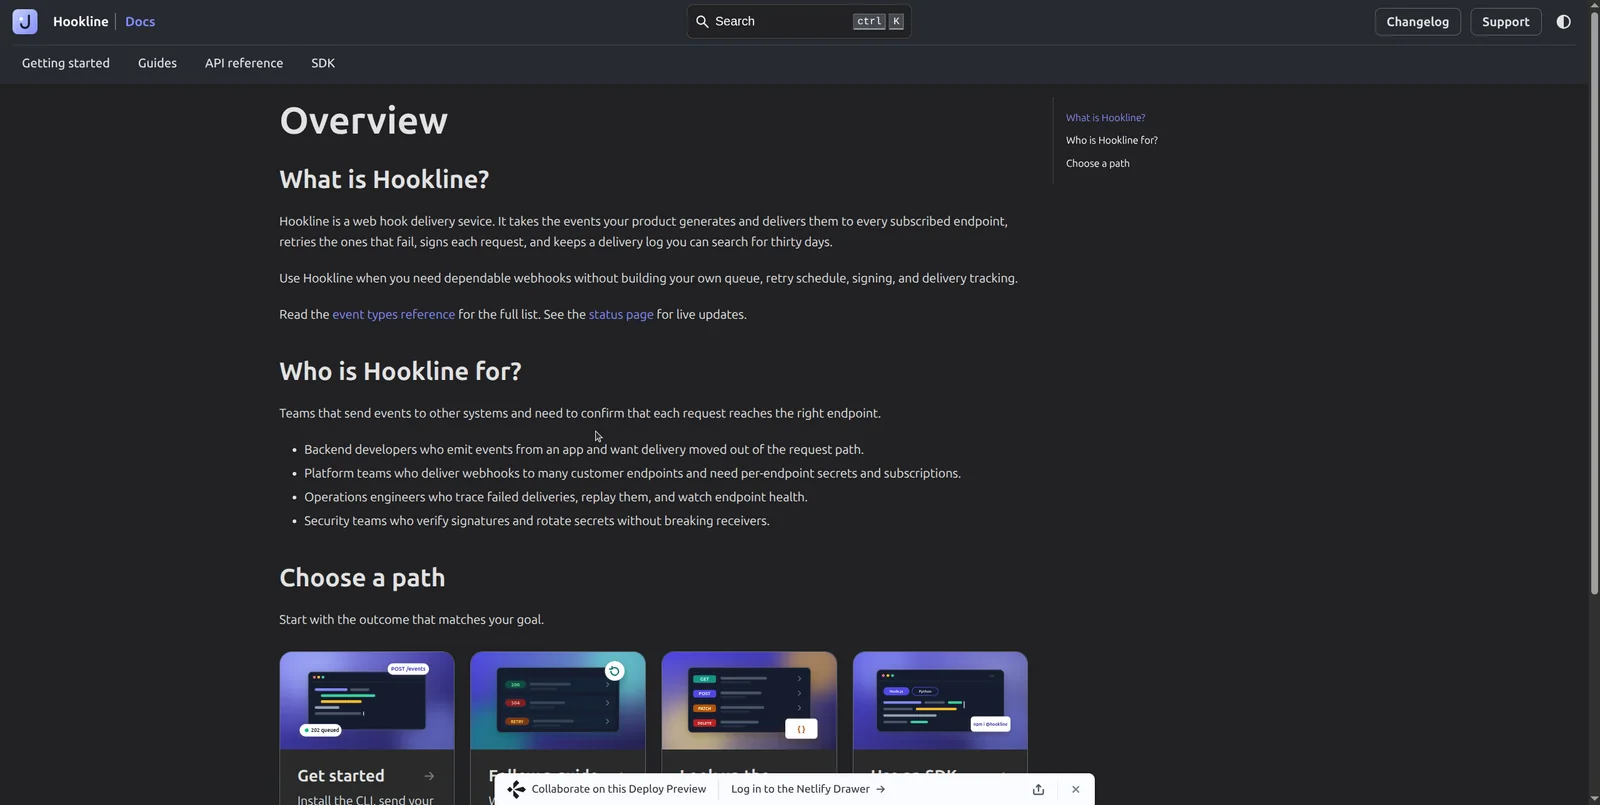 Hookline | Docs
Search
ctrl K
Changelog
Support
Getting started
Guides
API reference
SDK
Overview
What is Hookline?
Hookline is a web hook delivery sevice. It takes the events your product generates and delivers them to every subscribed endpoint,
retries the ones that fail, signs each request, and keeps a delivery log you can search for thirty days.
Use Hookline when you need dependable webhooks without building your own queue, retry schedule, signing, and delivery tracking.
Read the event types reference for the full list. See the status page for live updates.
Who is Hookline for?
Teams that send events to other systems and need to confirm that each request reaches the right endpoint.
• Backend developers who emit events from an app and want delivery moved out of the request path.
• Platform teams who deliver webhooks to many customer endpoints and need per-endpoint secrets and subscriptions.
• Operations engineers who trace failed deliveries, replay them, and watch endpoint health.
• Security teams who verify signatures and rotate secrets without breaking receivers.
Choose a path
Start with the outcome that matches your goal.
What is Hookline?
Who is Hookline for?
Choose a path
POST /events
202 queued
200
304
RETRY
GET
POST
PATCH
DELETE
{ }
Node.js
Python
npm i @hookline
Get started →
Install the CLI, send your
Collaborate on this Deploy Preview
Log in to the Netlify Drawer →